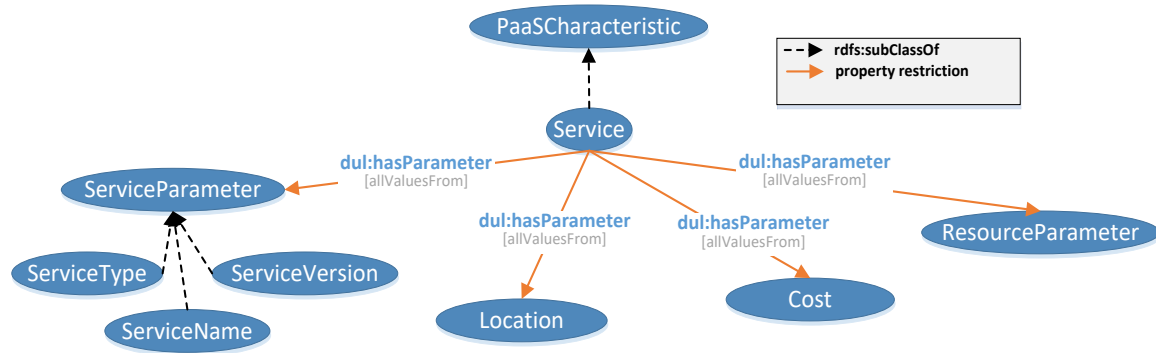 PaaSCharacteristic
rdfs:subClassOf
property restriction
Service
dul:hasParameter
[allValuesFrom]
dul:hasParameter
[allValuesFrom]
ServiceParameter
dul:hasParameter
[allValuesFrom]
dul:hasParameter
[allValuesFrom]
ResourceParameter
ServiceType
ServiceVersion
Cost
ServiceName
Location